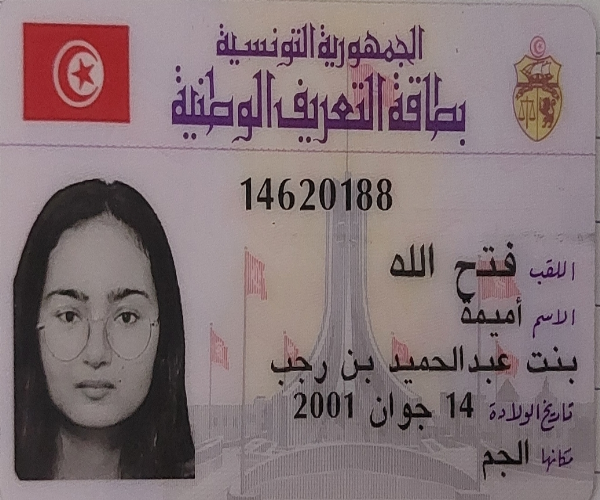 الجمهورية التونسية
بطاقة التعريف الوطنية
14620188
اللقب فتح الله
الاسم أميمة
بنت عبدالحميد بن رجب
تاريخ الولادة 14 جوان 2001
مكانها الجم